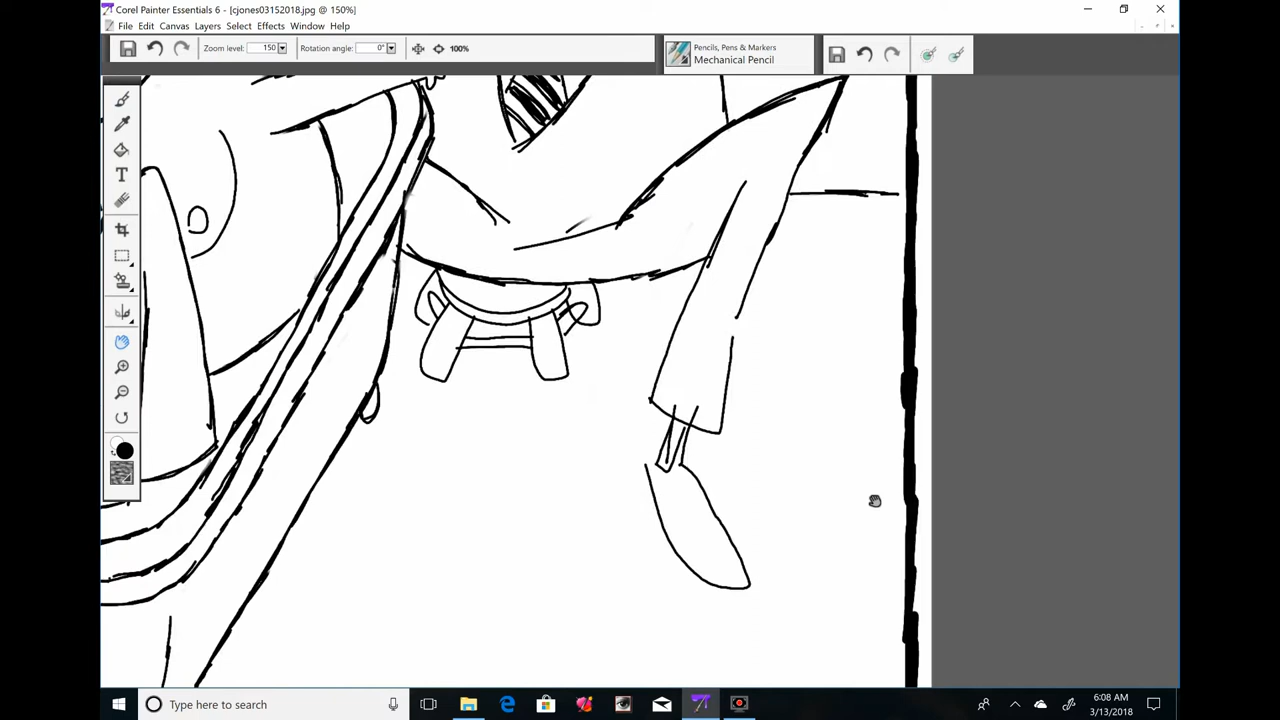 Corel Painter Essentials 6 - [cjones03152018.jpg @ 150%]
File Edit Canvas Layers Select Effects Window Help
Zoom level: 150 Rotation angle: 0° 100%
Pencils, Pens & Markers
Mechanical Pencil
T
Type here to search
6:08 AM
3/13/2018